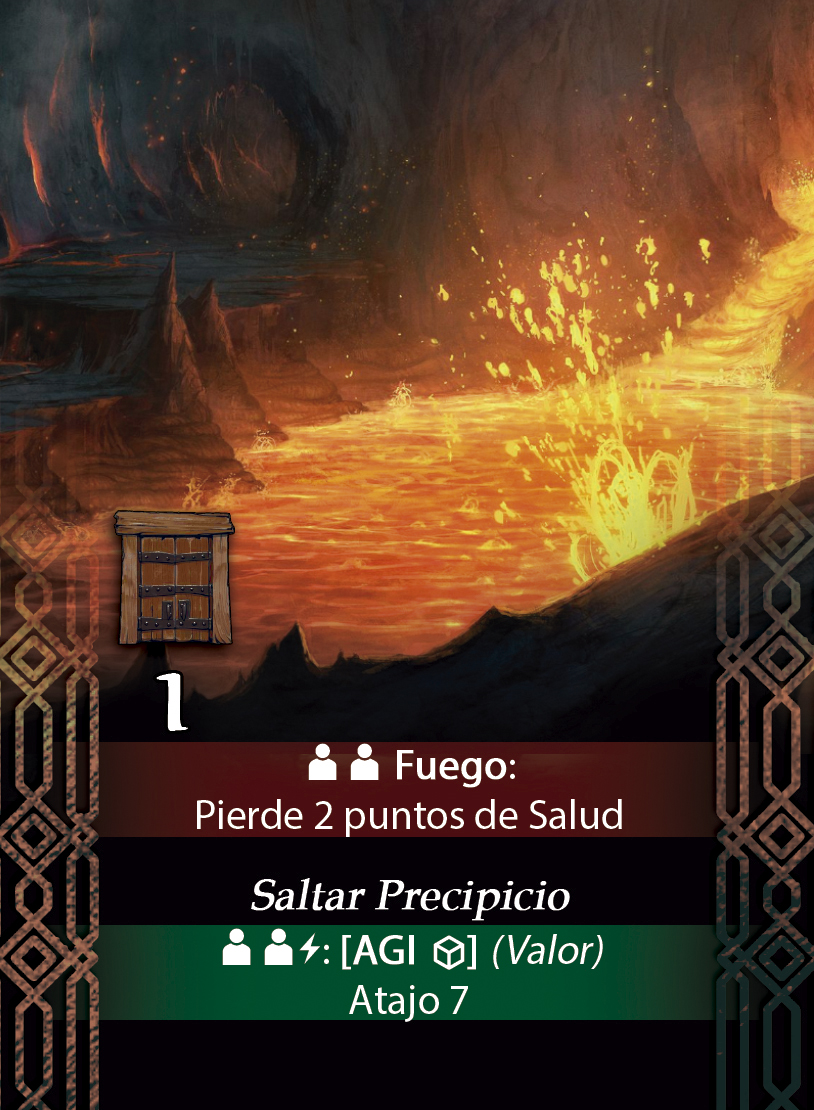 1
Fuego:
Pierde 2 puntos de Salud
Saltar Precipicio
: [AGI ] (Valor)
Atajo 7